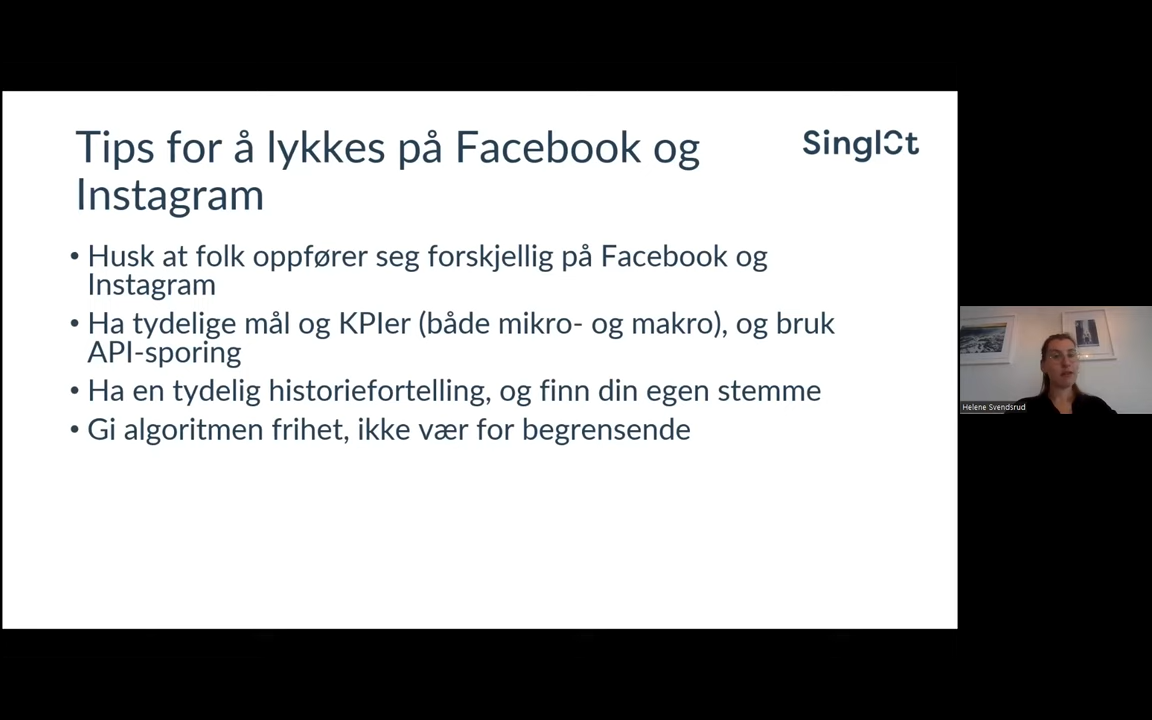 Tips for å lykkes på Facebook og
Instagram
Singlot
• Husk at folk oppfører seg forskjellig på Facebook og
Instagram
• Ha tydelige mål og KPIer (både mikro- og makro), og bruk
API-sporing
• Ha en tydelig historiefortelling, og finn din egen stemme
• Gi algoritmen frihet, ikke vær for begrensende
Helene Svendsrud